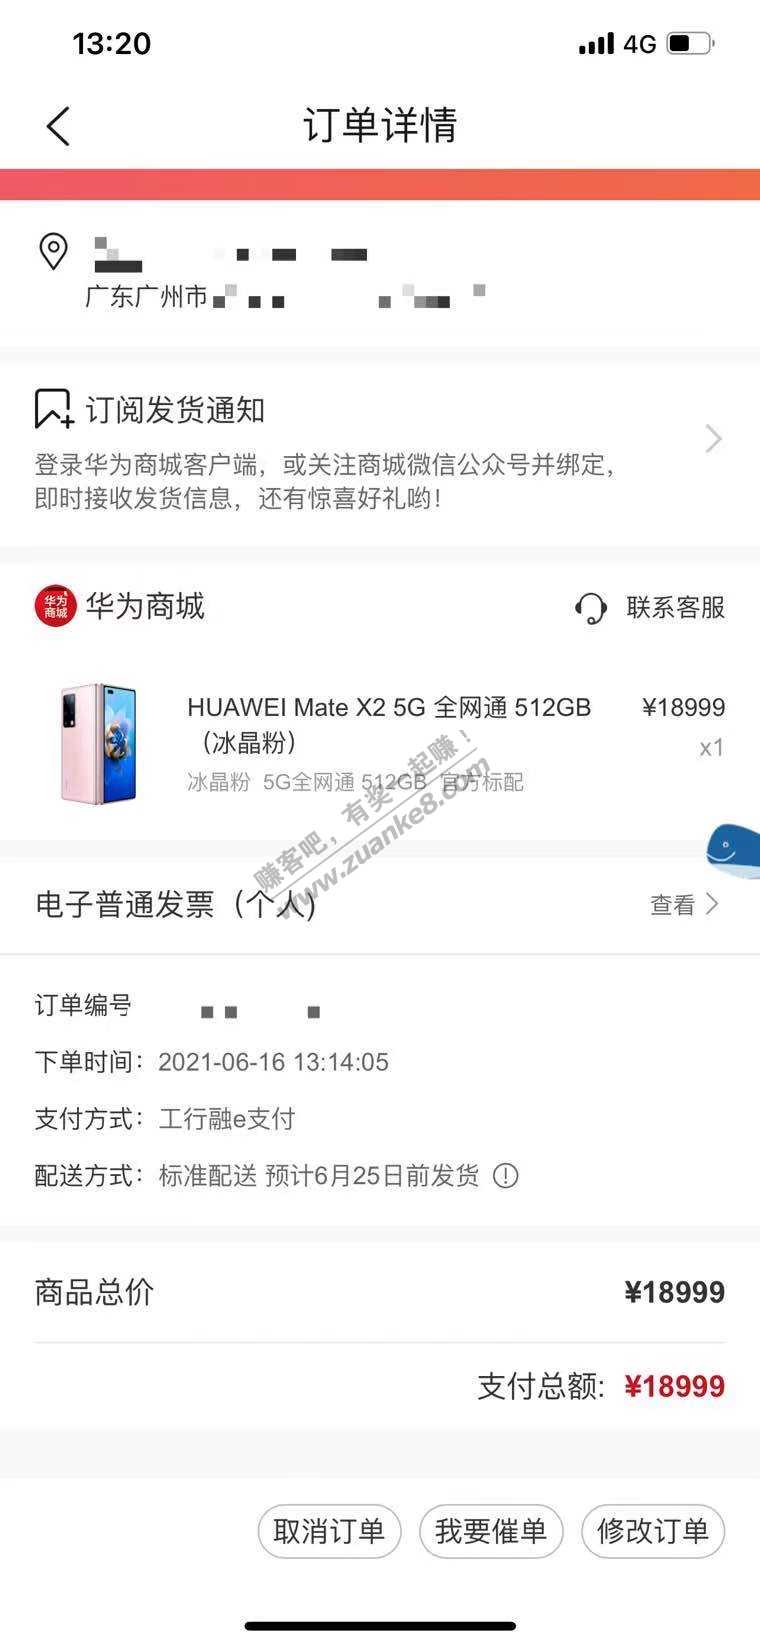 13:20
4G
订单详情
广东广州市
订阅发货通知
登录华为商城客户端，或关注商城微信公众号并绑定，
即时接收发货信息，还有惊喜好礼哟！
华为
商城
华为商城
联系客服
HUAWEI Mate X2 5G 全网通 512GB
（冰晶粉）
¥18999
x1
冰晶粉 5G全网通 512GB 官方标配
赚客吧，有奖一起赚！
www.zuanke8.com
电子普通发票（个人）
查看
订单编号
下单时间：2021-06-16 13:14:05
支付方式：工行融e支付
配送方式：标准配送 预计6月25日前发货
商品总价
¥18999
支付总额：¥18999
取消订单
我要催单
修改订单